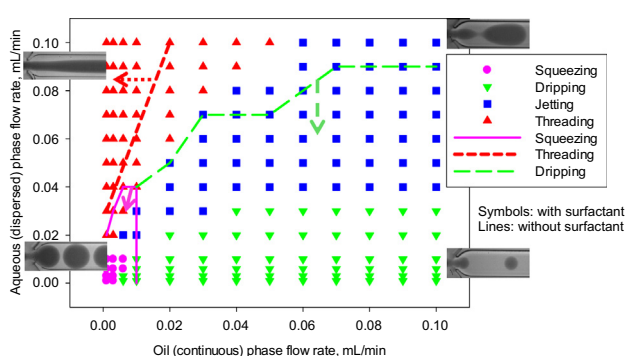 Aqueous (dispersed) phase flow rate, mL/min
0.10
0.08
0.06
0.04
0.02
0.00
0.00 0.02 0.04 0.06 0.08 0.10
Oil (continuous) phase flow rate, mL/min
Squeezing
Dripping
Jetting
Threading
Squeezing
Threading
Dripping
Symbols: with surfactant
Lines: without surfactant